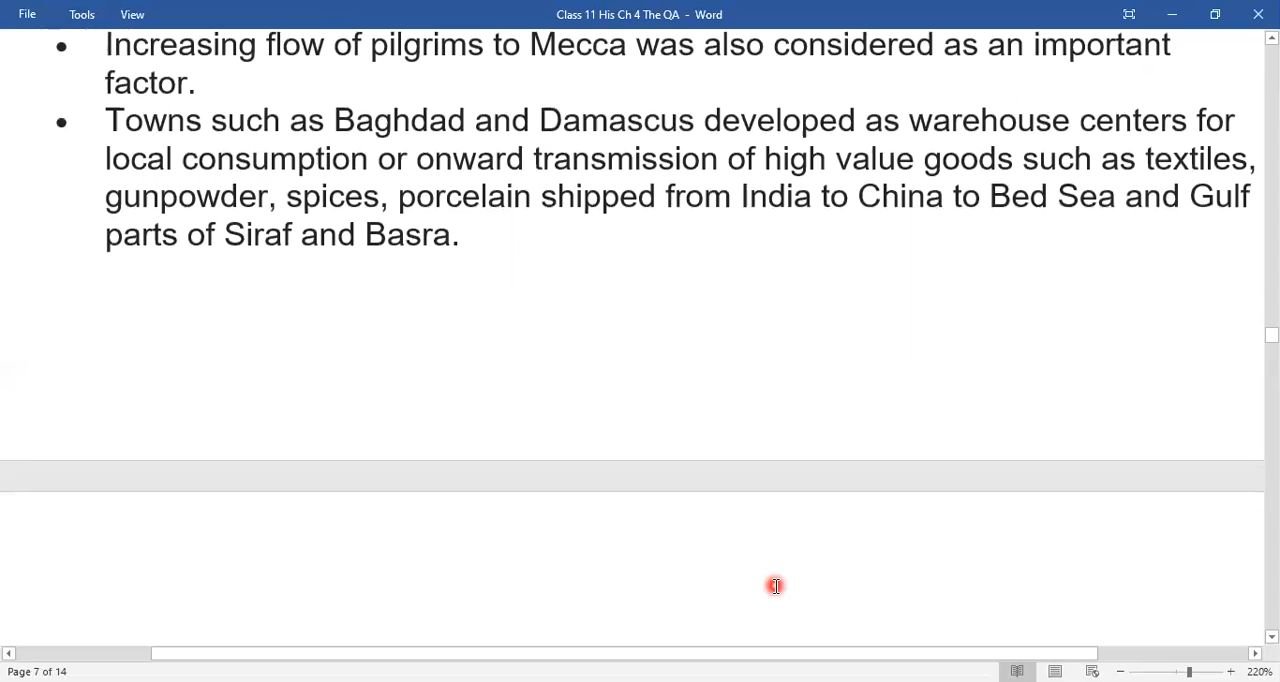 File Tools View Class 11 His Ch 4 The QA - Word
• Increasing flow of pilgrims to Mecca was also considered as an important
factor.
• Towns such as Baghdad and Damascus developed as warehouse centers for
local consumption or onward transmission of high value goods such as textiles,
gunpowder, spices, porcelain shipped from India to China to Bed Sea and Gulf
parts of Siraf and Basra.
Page 7 of 14 220%